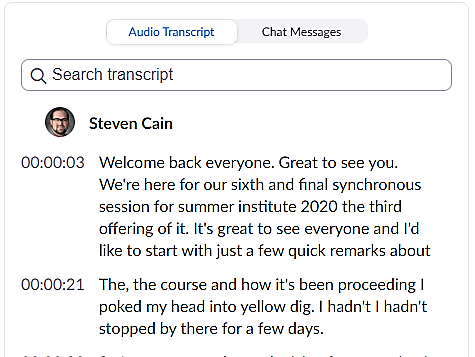 Audio Transcript
Chat Messages
Search transcript
Steven Cain
00:00:03 Welcome back everyone. Great to see you.
We're here for our sixth and final synchronous
session for summer institute 2020 the third
offering of it. It's great to see everyone and I'd
like to start with just a few quick remarks about
00:00:21 The, the course and how it's been proceeding I
poked my head into yellow dig. I hadn't I hadn't
stopped by there for a few days.